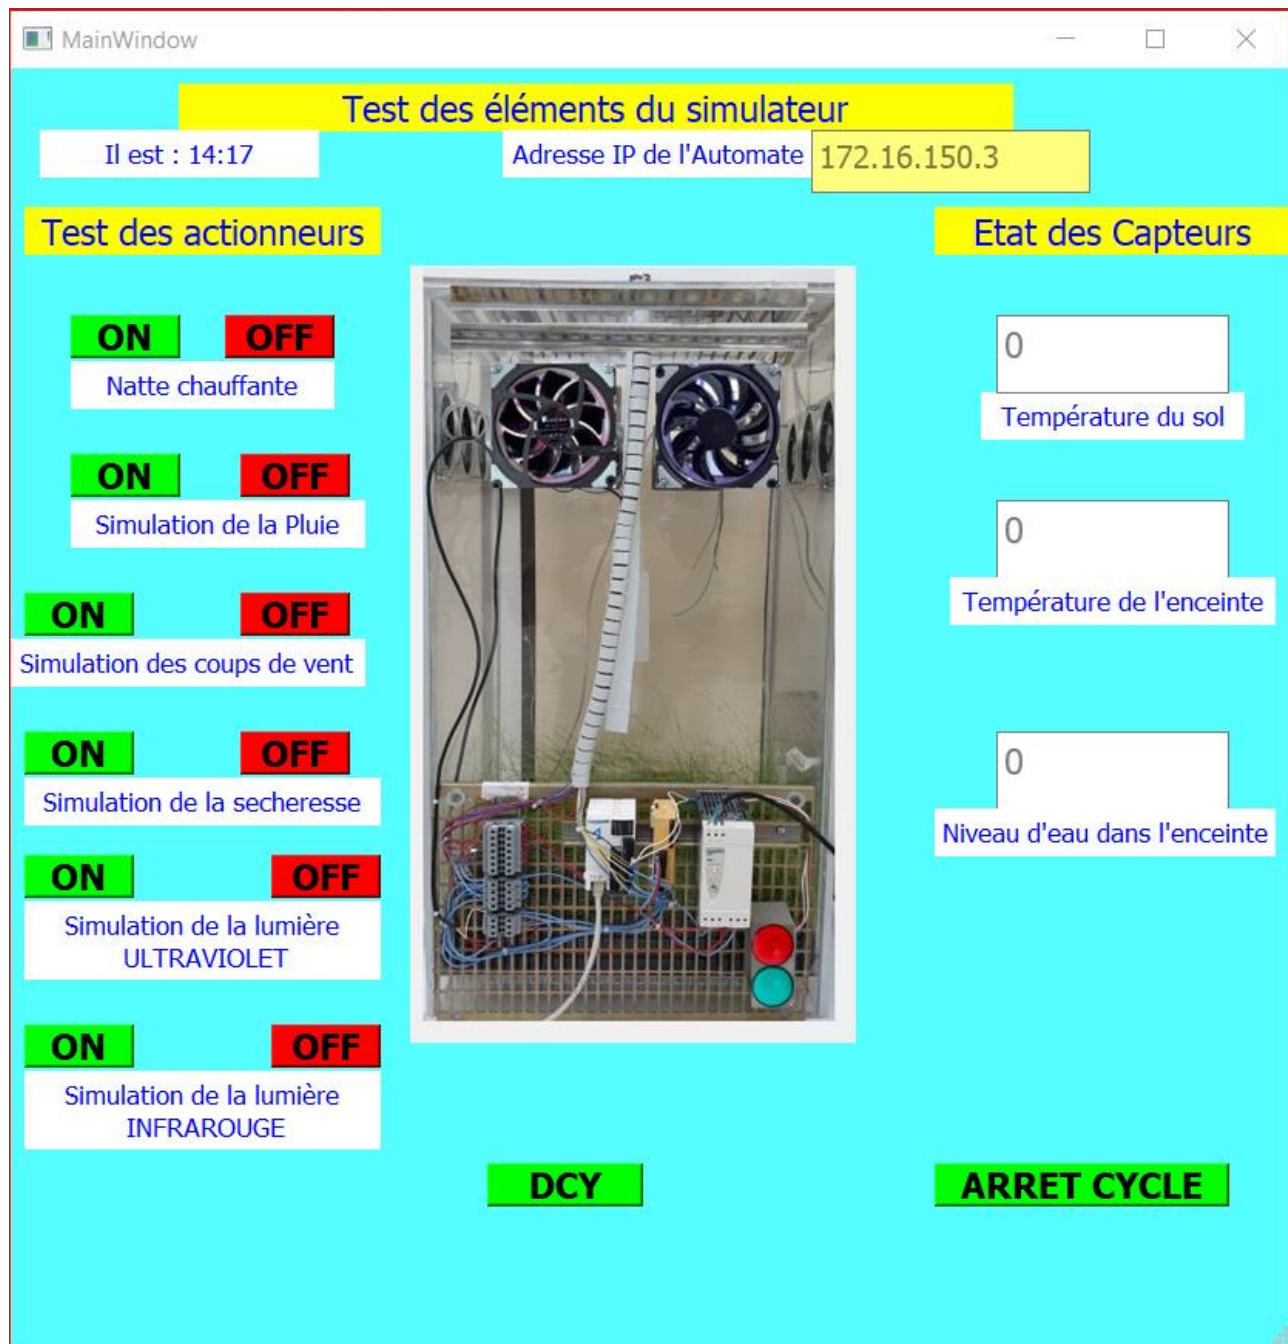 MainWindow
Test des éléments du simulateur
Il est : 14:17
Adresse IP de l'Automate
172.16.150.3
Test des actionneurs
Etat des Capteurs
ON OFF
Natte chauffante
ON OFF
Simulation de la Pluie
ON OFF
Simulation des coups de vent
ON OFF
Simulation de la secheresse
ON OFF
Simulation de la lumière
ULTRAVIOLET
ON OFF
Simulation de la lumière
INFRAROUGE
0
Température du sol
0
Température de l'enceinte
0
Niveau d'eau dans l'enceinte
DCY
ARRET CYCLE